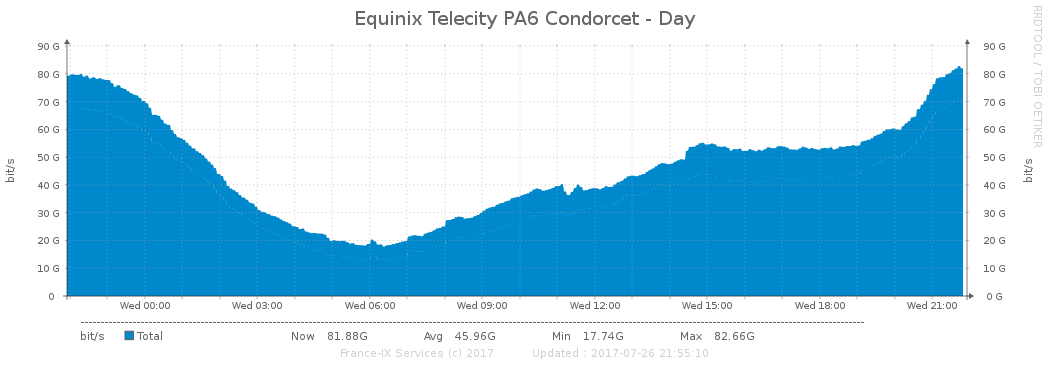 Equinix Telecity PA6 Condorcet - Day
RRDTOOL / TOBI OETIKER
90 G 90 G
80 G 80 G
70 G 70 G
60 G 60 G
50 G 50 G
40 G 40 G
30 G 30 G
20 G 20 G
10 G 10 G
0 0 G
bit/s bit/s
Wed 00:00 Wed 03:00 Wed 06:00 Wed 09:00 Wed 12:00 Wed 15:00 Wed 18:00 Wed 21:00
bit/s Total Now 81.88G Avg 45.96G Min 17.74G Max 82.66G
France-IX Services (c) 2017 Updated : 2017-07-26 21:55:10